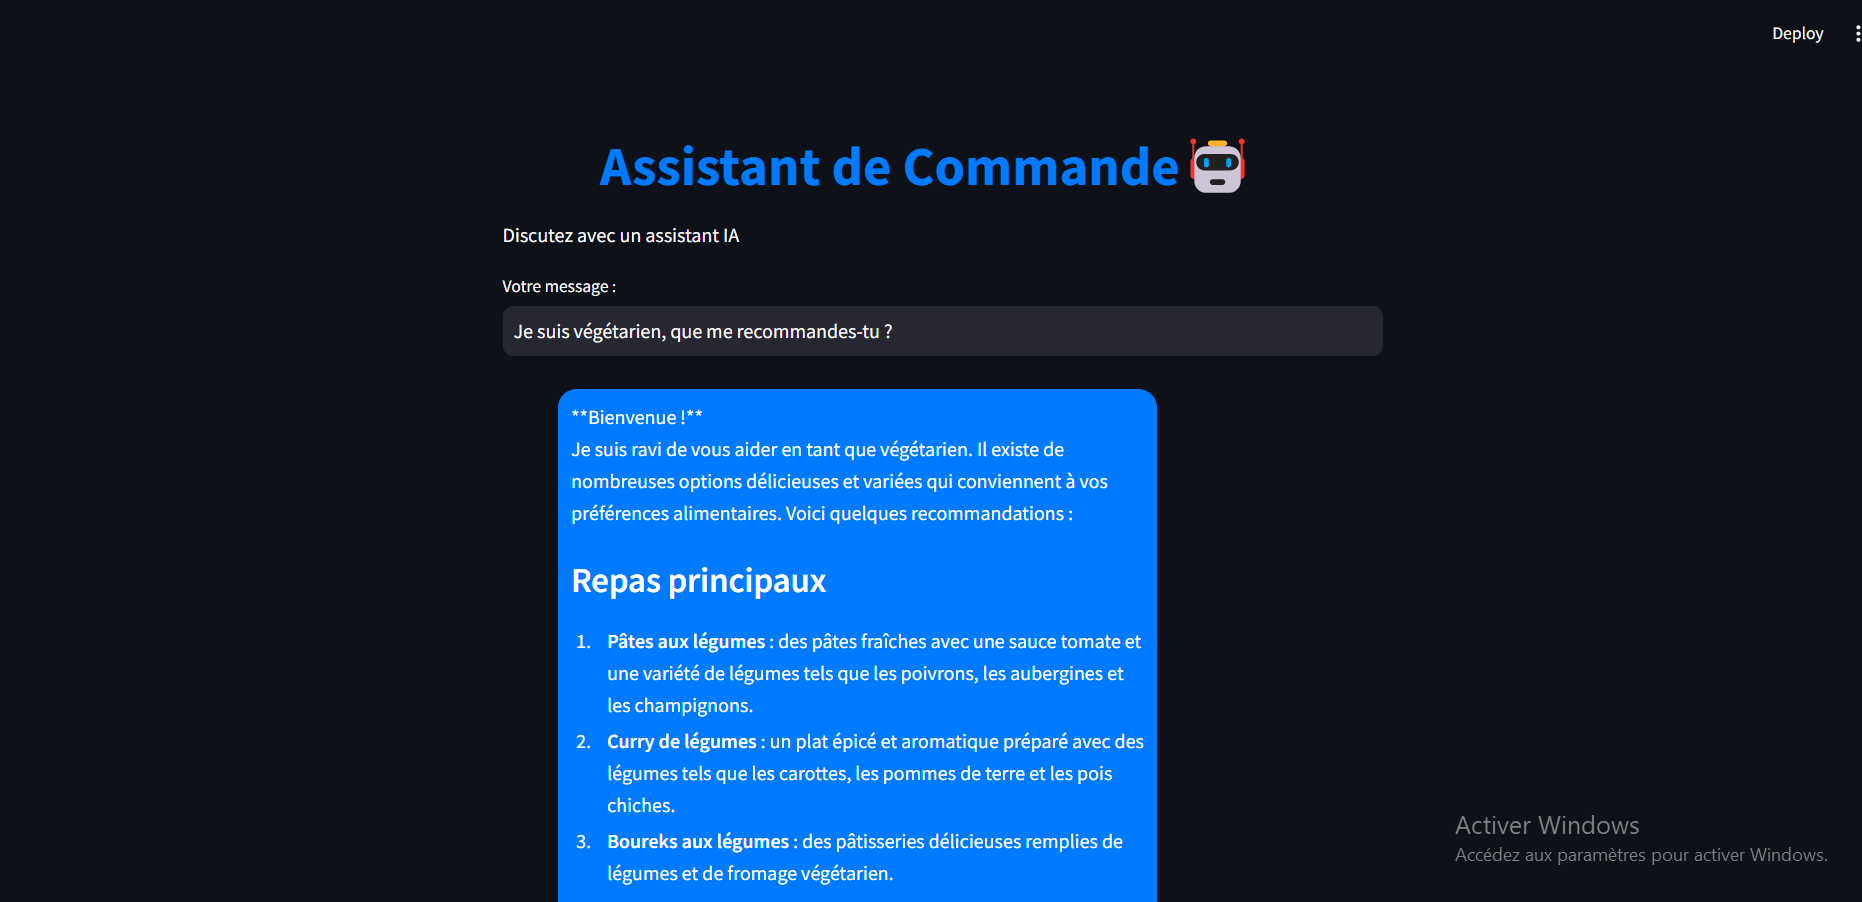 Deploy
Assistant de Commande
Discutez avec un assistant IA
Votre message :
Je suis végétarien, que me recommandes-tu ?
**Bienvenue !**
Je suis ravi de vous aider en tant que végétarien. Il existe de
nombreuses options délicieuses et variées qui conviennent à vos
préférences alimentaires. Voici quelques recommandations :
Repas principaux
1. Pâtes aux légumes : des pâtes fraîches avec une sauce tomate et
une variété de légumes tels que les poivrons, les aubergines et
les champignons.
2. Curry de légumes : un plat épicé et aromatique préparé avec des
légumes tels que les carottes, les pommes de terre et les pois
chiches.
3. Boureks aux légumes : des pâtisseries délicieuses remplies de
légumes et de fromage végétarien.
Activer Windows
Accédez aux paramètres pour activer Windows.